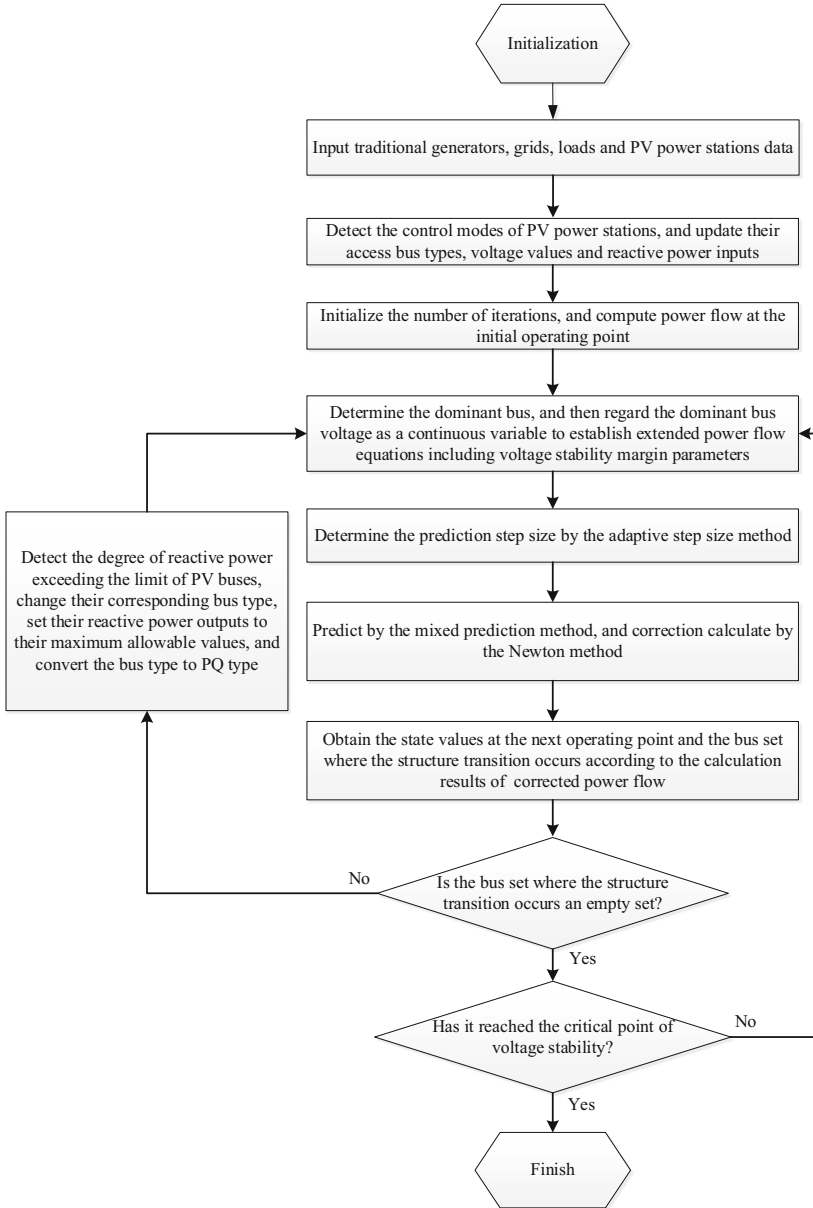 Initialization
Input traditional generators, grids, loads and PV power stations data
Detect the control modes of PV power stations, and update their
access bus types, voltage values and reactive power inputs
Initialize the number of iterations, and compute power flow at the
initial operating point
Determine the dominant bus, and then regard the dominant bus
voltage as a continuous variable to establish extended power flow
equations including voltage stability margin parameters
Determine the prediction step size by the adaptive step size method
Detect the degree of reactive power
exceeding the limit of PV buses,
change their corresponding bus type,
set their reactive power outputs to
their maximum allowable values, and
convert the bus type to PQ type
Predict by the mixed prediction method, and correction calculate by
the Newton method
Obtain the state values at the next operating point and the bus set
where the structure transition occurs according to the calculation
results of corrected power flow
No
Is the bus set where the structure
transition occurs an empty set?
Yes
Has it reached the critical point of
voltage stability?
No
Yes
Finish